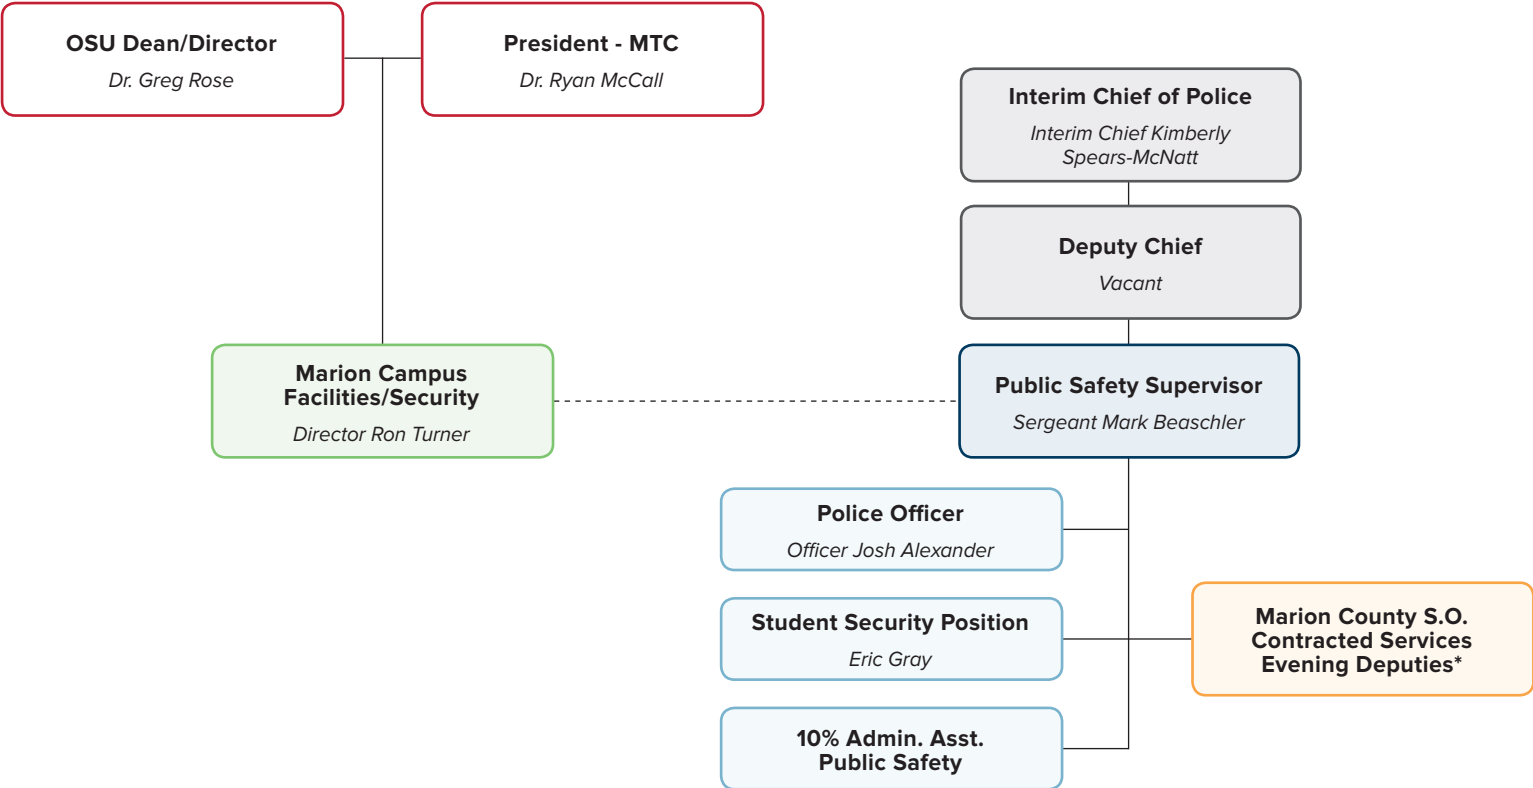 OSU Dean/Director
Dr. Greg Rose
President - MTC
Dr. Ryan McCall
Interim Chief of Police
Interim Chief Kimberly
Spears-McNatt
Deputy Chief
Vacant
Marion Campus
Facilities/Security
Director Ron Turner
Public Safety Supervisor
Sergeant Mark Beaschler
Police Officer
Officer Josh Alexander
Student Security Position
Eric Gray
Marion County S.O.
Contracted Services
Evening Deputies*
10% Admin. Asst.
Public Safety